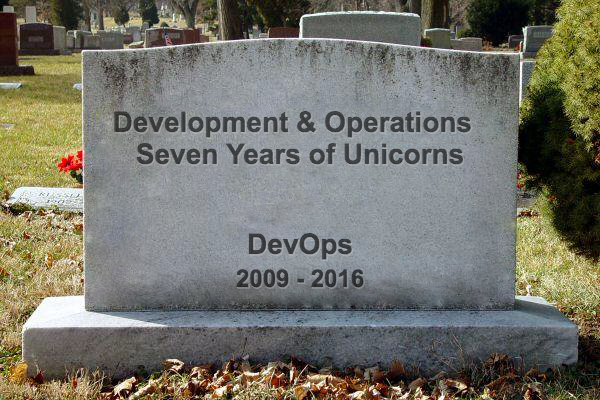 Development & Operations
Seven Years of Unicorns
DevOps
2009 - 2016